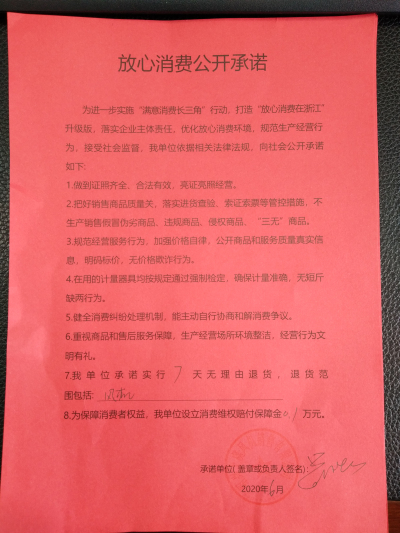 放心消费公开承诺
为进一步实施“满意消费长三角”行动，打造“放心消费在浙江”
升级版，落实企业主体责任，优化放心消费环境，规范生产经营行
为，接受社会监督，我单位依据相关法律法规，向社会公开承诺
如下:
1.做到证照齐全，合法有效，亮证亮照经营。
2.把好销售商品质量关，落实进货查验、索证索票等管控措施，不
生产销售假冒伪劣商品、违规商品、侵权商品、“三无”商品。
3.规范经营服务行为，加强价格自律，公开商品和服务质量真实信
息，明码标价，无价格欺诈行为。
4.在用的计量器具均按规定通过强制检定，确保计量准确，无短斤
缺两行为。
5.健全消费纠纷处理机制，能主动自行协商和解消费争议。
6.重视商品和售后服务保障，生产经营场所环境整洁，经营行为文
明有礼。
7.我单位承诺实行 7 天无理由退货，退货范
围包括:
8.为保障消费者权益，我单位设立消费维权赔付保障金0.1万元。
承诺单位(盖章或负责人签名):
2020年6月